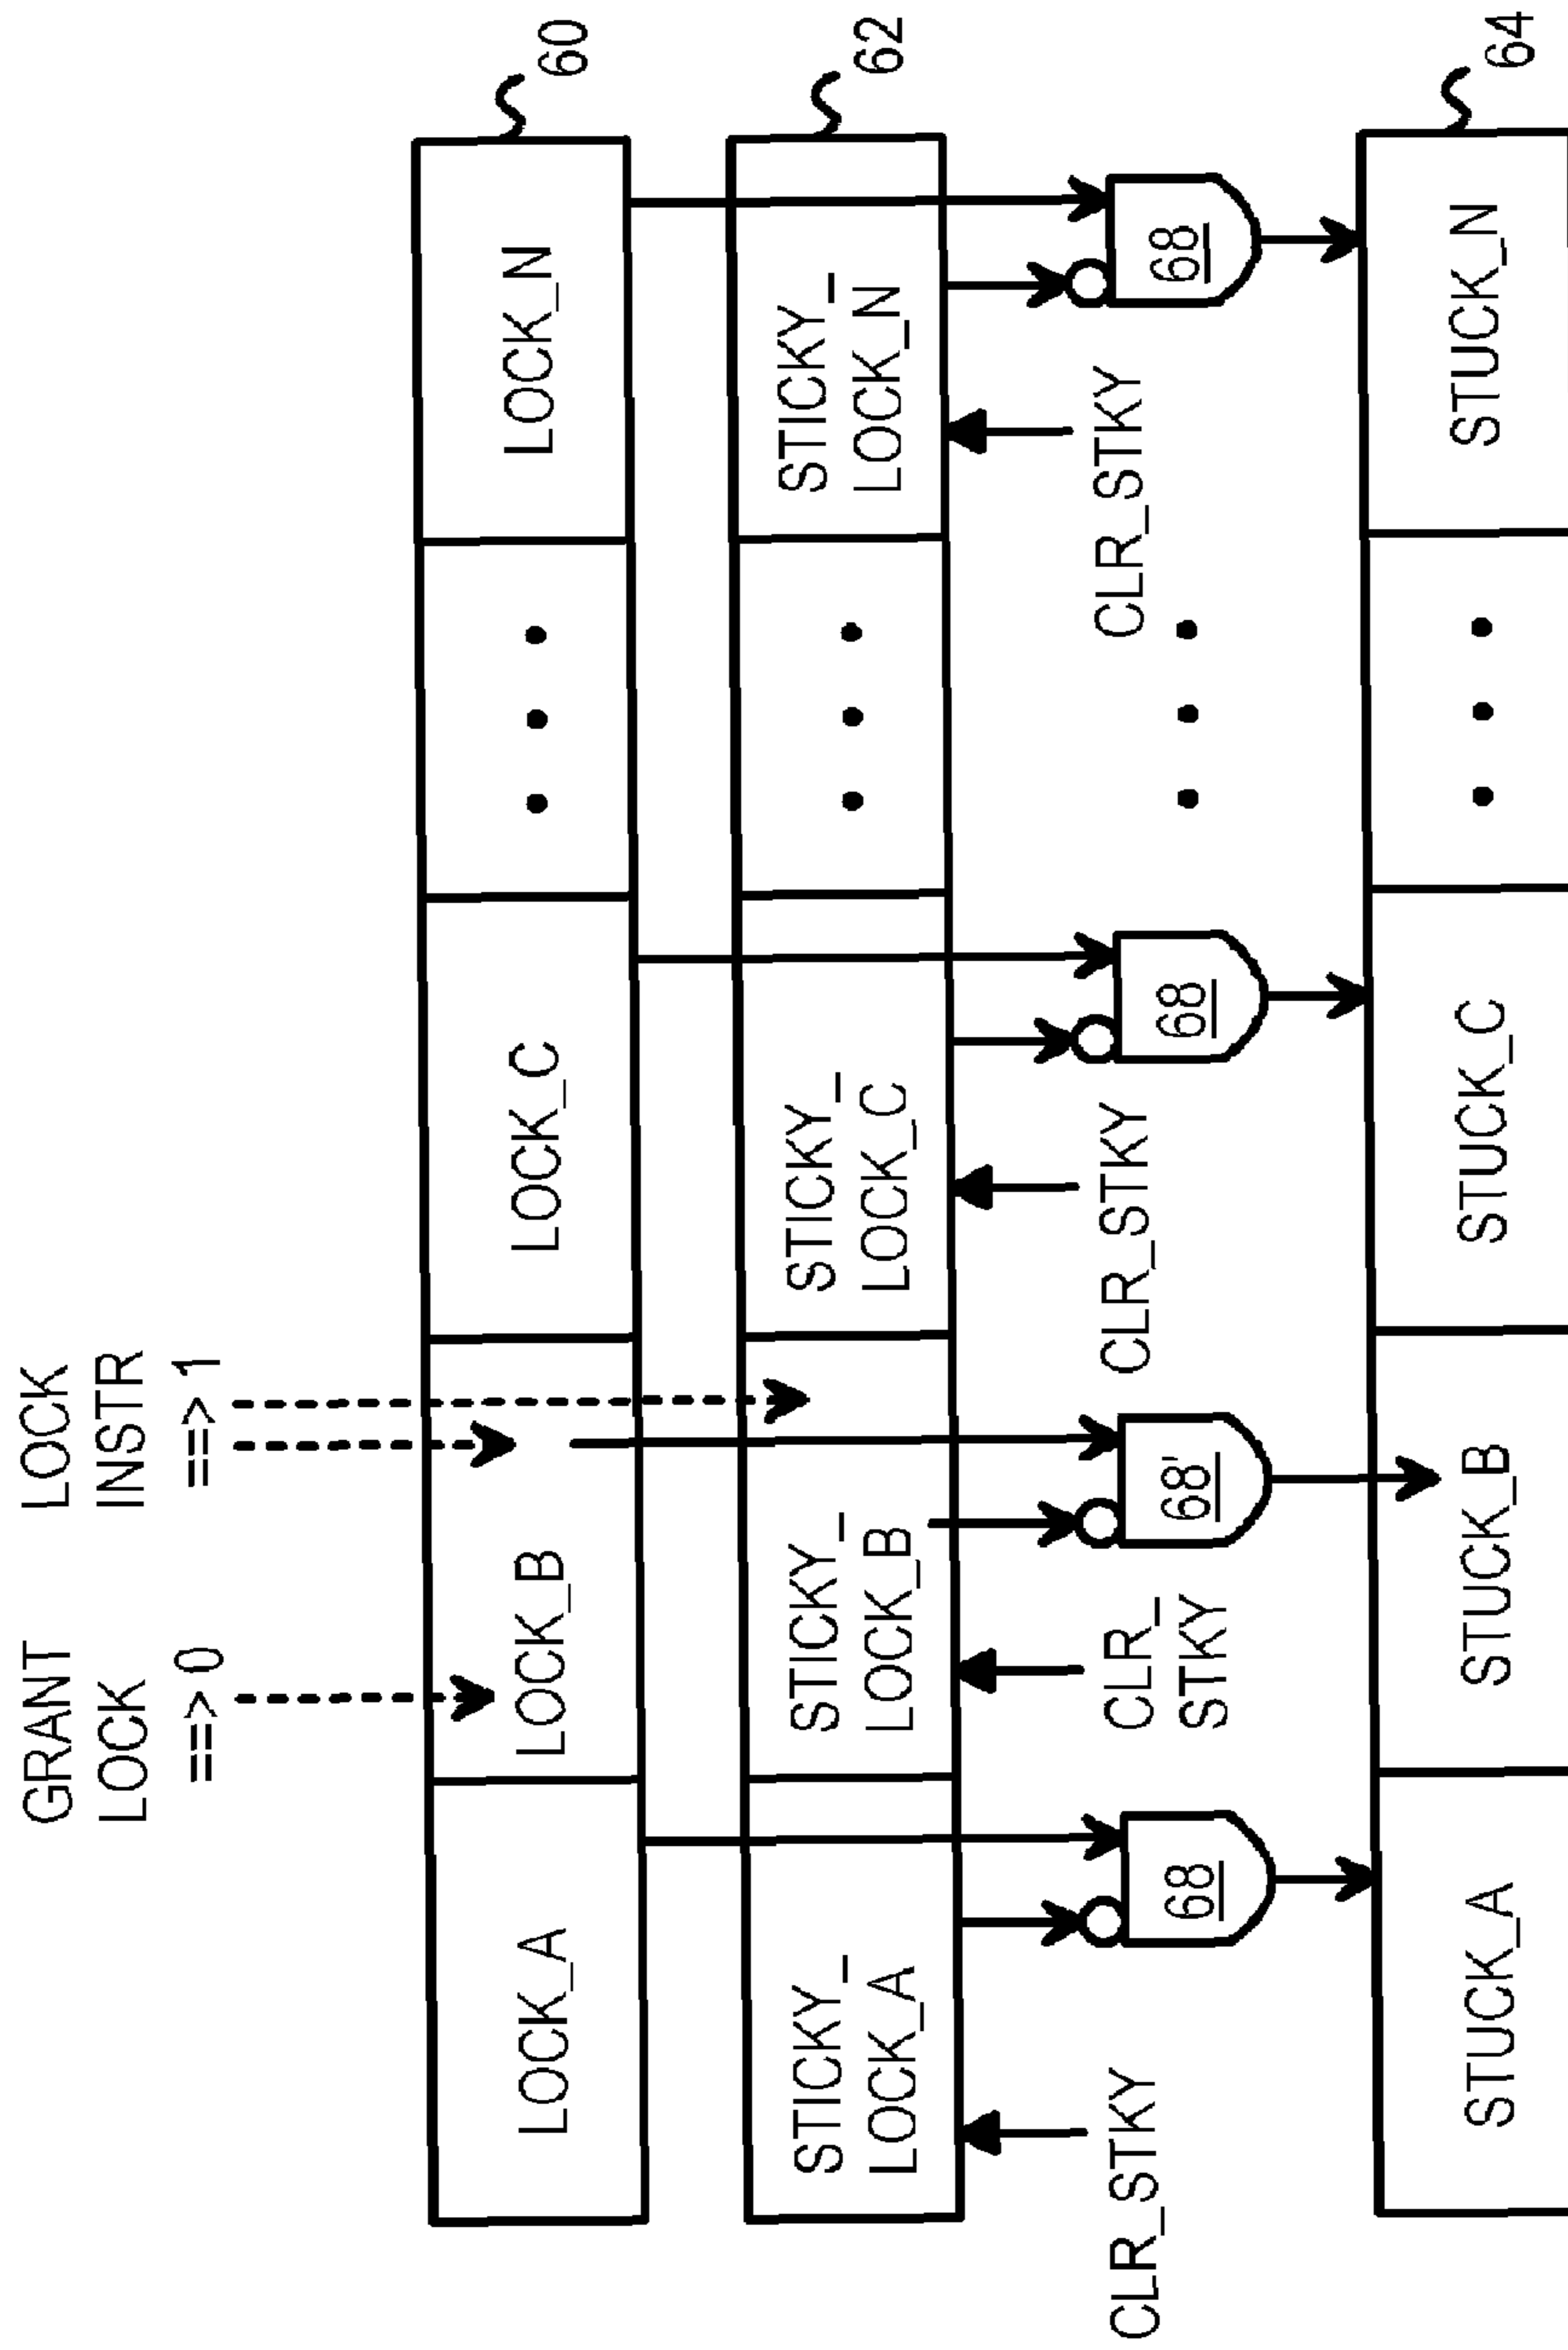 GRANT
LOCK
==> 0
LOCK
INSTR
==> 1
LOCK_A
LOCK_B
LOCK_C
LOCK_N
60
STICKY_
LOCK_A
STICKY_
LOCK_B
STICKY_
LOCK_C
STICKY_
LOCK_N
62
CLR_STKY
68
CLR_
STKY
68'
CLR_STKY
68
CLR_STKY
68
STUCK_A
STUCK_B
STUCK_C
STUCK_N
64